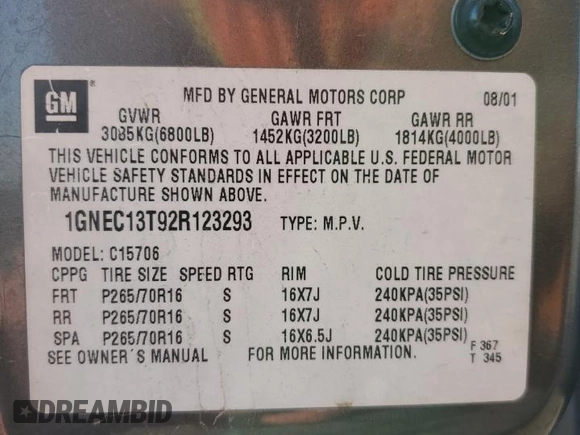 GM ®
MFD BY GENERAL MOTORS CORP 08/01
GVWR GAWR FRT GAWR RR
3085KG(6800LB) 1452KG(3200LB) 1814KG(4000LB)
THIS VEHICLE CONFORMS TO ALL APPLICABLE U.S. FEDERAL MOTOR
VEHICLE SAFETY STANDARDS IN EFFECT ON THE DATE OF
MANUFACTURE SHOWN ABOVE.
1GNEC13T92R123293 TYPE: M.P.V.
MODEL: C15706
CPPG TIRE SIZE SPEED RTG RIM COLD TIRE PRESSURE
FRT P265/70R16 S 16X7J 240KPA(35PSI)
RR P265/70R16 S 16X7J 240KPA(35PSI)
SPA P265/70R16 S 16X6.5J 240KPA(35PSI)
SEE OWNER'S MANUAL FOR MORE INFORMATION. F 367
T 345
DREAMBID